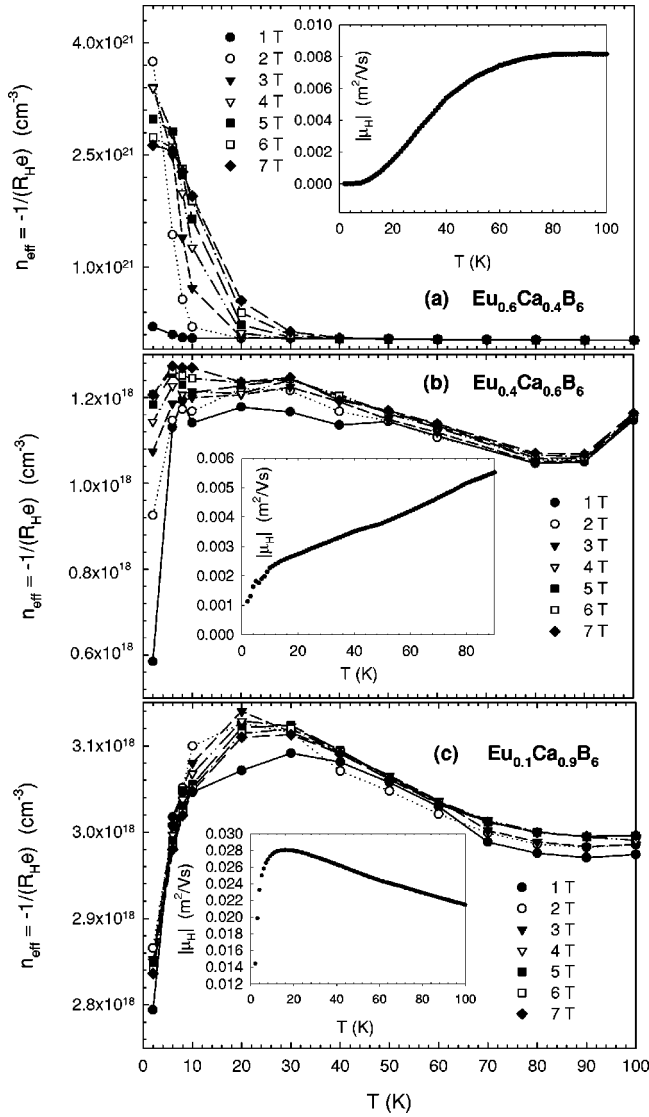 4.0x10²¹
2.5x10²¹
1.0x10²¹
n_eff = -1/(R_H e) (cm⁻³)
1 T
2 T
3 T
4 T
5 T
6 T
7 T
0.010
0.008
0.006
0.004
0.002
0.000
|μ_H| (m²/Vs)
0 20 40 60 80 100
T (K)
(a) Eu₀.₆Ca₀.₄B₆
1.2x10¹⁸
1.0x10¹⁸
0.8x10¹⁸
0.6x10¹⁸
n_eff = -1/(R_H e) (cm⁻³)
(b) Eu₀.₄Ca₀.₆B₆
0.006
0.005
0.004
0.003
0.002
0.001
0.000
|μ_H| (m²/Vs)
0 20 40 60 80
T (K)
1 T
2 T
3 T
4 T
5 T
6 T
7 T
3.1x10¹⁸
3.0x10¹⁸
2.9x10¹⁸
2.8x10¹⁸
n_eff = -1/(R_H e) (cm⁻³)
(c) Eu₀.₁Ca₀.₉B₆
0.030
0.028
0.026
0.024
0.022
0.020
0.018
0.016
0.014
0.012
|μ_H| (m²/Vs)
0 20 40 60 80 100
T (K)
1 T
2 T
3 T
4 T
5 T
6 T
7 T
0 10 20 30 40 50 60 70 80 90 100
T (K)